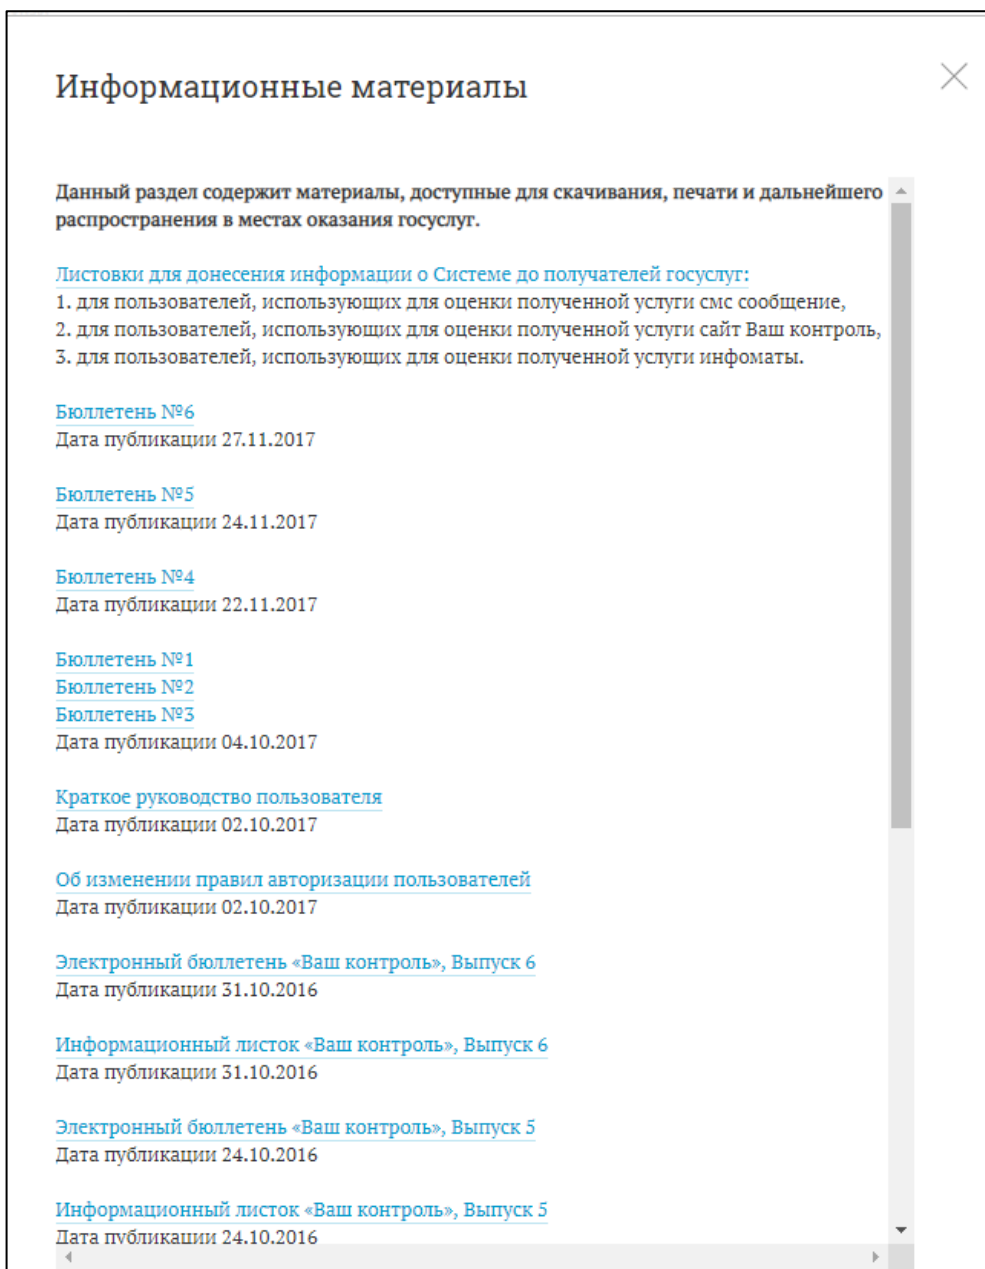 Информационные материалы
Данный раздел содержит материалы, доступные для скачивания, печати и дальнейшего
распространения в местах оказания госуслуг.
Листовки для донесения информации о Системе до получателей госуслуг:
1. для пользователей, использующих для оценки полученной услуги смс сообщение,
2. для пользователей, использующих для оценки полученной услуги сайт Ваш контроль,
3. для пользователей, использующих для оценки полученной услуги инфоматы.
Бюллетень №6
Дата публикации 27.11.2017
Бюллетень №5
Дата публикации 24.11.2017
Бюллетень №4
Дата публикации 22.11.2017
Бюллетень №1
Бюллетень №2
Бюллетень №3
Дата публикации 04.10.2017
Краткое руководство пользователя
Дата публикации 02.10.2017
Об изменении правил авторизации пользователей
Дата публикации 02.10.2017
Электронный бюллетень «Ваш контроль», Выпуск 6
Дата публикации 31.10.2016
Информационный листок «Ваш контроль», Выпуск 6
Дата публикации 31.10.2016
Электронный бюллетень «Ваш контроль», Выпуск 5
Дата публикации 24.10.2016
Информационный листок «Ваш контроль», Выпуск 5
Дата публикации 24.10.2016